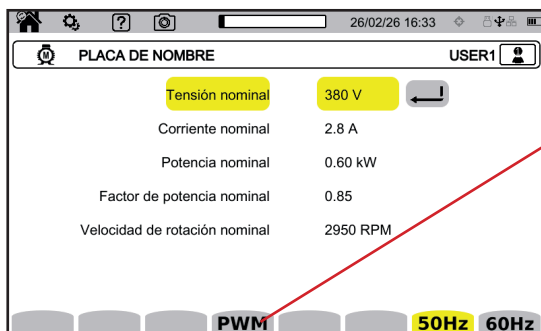 26/02/26 16:33
M PLACA DE NOMBRE USER1
Tensión nominal 380 V
Corriente nominal 2.8 A
Potencia nominal 0.60 kW
Factor de potencia nominal 0.85
Velocidad de rotación nominal 2950 RPM
PWM 50Hz 60Hz